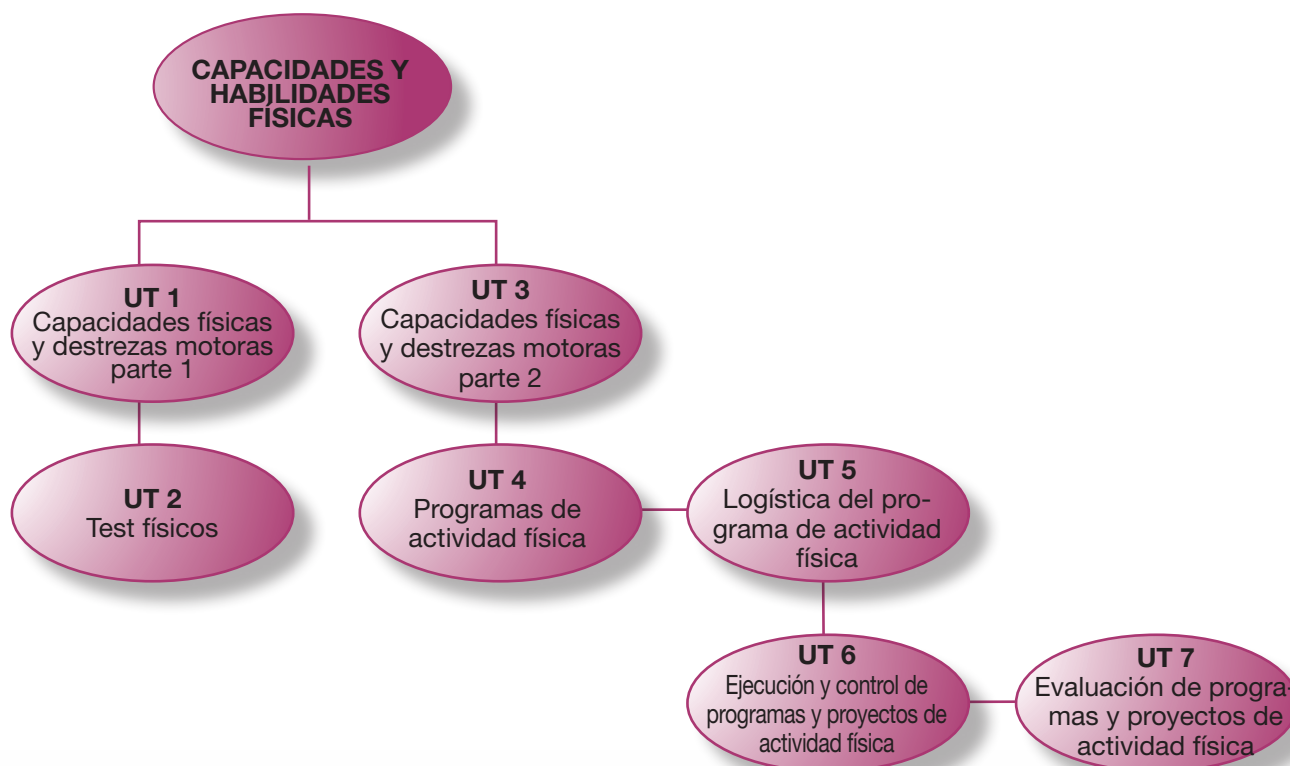 CAPACIDADES Y
HABILIDADES
FÍSICAS
UT 1
Capacidades físicas
y destrezas motoras
parte 1
UT 3
Capacidades físicas
y destrezas motoras
parte 2
UT 2
Test físicos
UT 4
Programas de
actividad física
UT 5
Logística del pro-
grama de actividad
física
UT 6
Ejecución y control de
programas y proyectos de
actividad física
UT 7
Evaluación de progra-
mas y proyectos de
actividad física